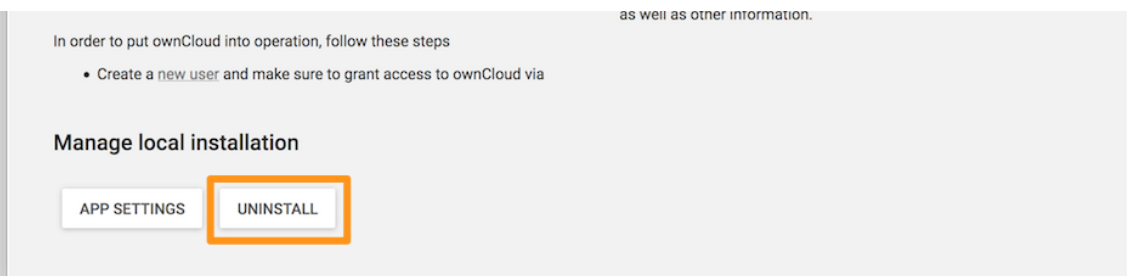 as well as other information.
In order to put ownCloud into operation, follow these steps
• Create a new user and make sure to grant access to ownCloud via
Manage local installation
APP SETTINGS UNINSTALL